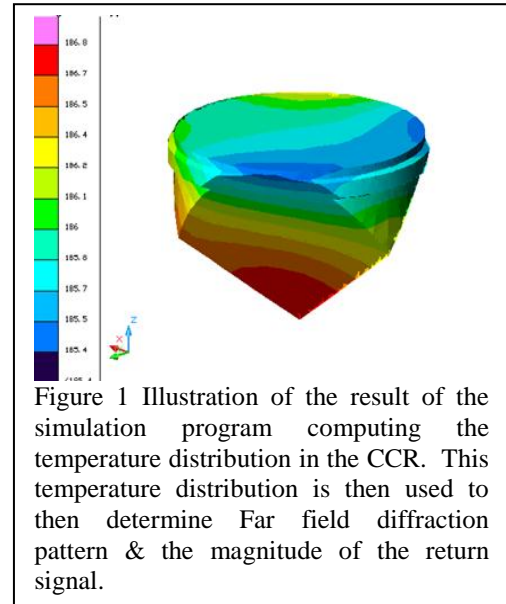 186.8
186.7
186.5
186.4
186.2
186.1
186
185.8
185.7
185.5
185.4
X
Z
Figure 1 Illustration of the result of the
simulation program computing the
temperature distribution in the CCR. This
temperature distribution is then used to
then determine Far field diffraction
pattern & the magnitude of the return
signal.